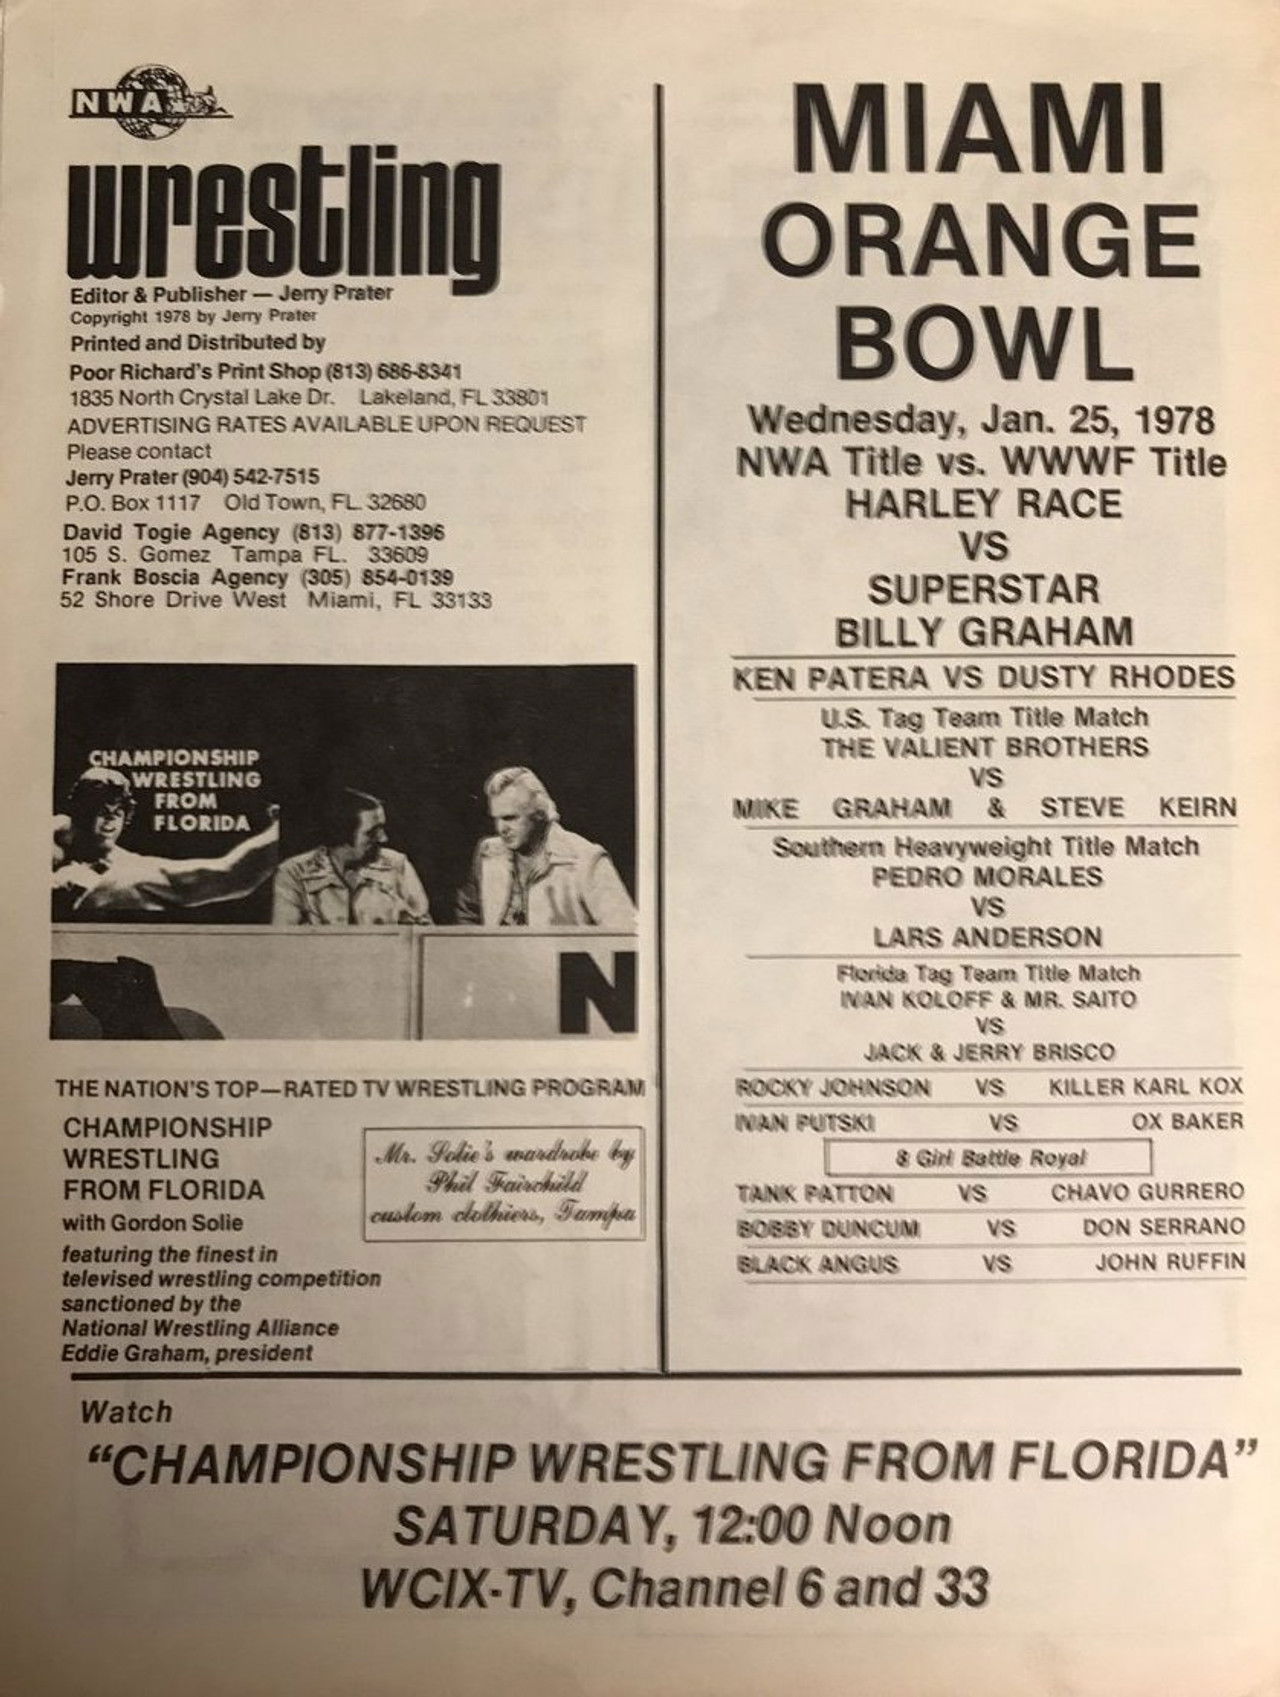 NWA
wrestling
Editor & Publisher — Jerry Prater
Copyright 1978 by Jerry Prater
Printed and Distributed by
Poor Richard's Print Shop (813) 686-8341
1835 North Crystal Lake Dr. Lakeland, FL 33801
ADVERTISING RATES AVAILABLE UPON REQUEST
Please contact
Jerry Prater (904) 542-7515
P.O. Box 1117 Old Town, FL 32680
David Togie Agency (813) 877-1396
105 S. Gomez Tampa FL. 33609
Frank Boscia Agency (305) 854-0139
52 Shore Drive West Miami, FL 33133
CHAMPIONSHIP
WRESTLING
FROM
FLORIDA
N
THE NATION'S TOP—RATED TV WRESTLING PROGRAM
CHAMPIONSHIP
WRESTLING
FROM FLORIDA
with Gordon Solie
featuring the finest in
televised wrestling competition
sanctioned by the
National Wrestling Alliance
Eddie Graham, president
Mr. Solie's wardrobe by
Phil Fairchild
custom clothiers, Tampa
MIAMI
ORANGE
BOWL
Wednesday, Jan. 25, 1978
NWA Title vs. WWWF Title
HARLEY RACE
VS
SUPERSTAR
BILLY GRAHAM
KEN PATERA VS DUSTY RHODES
U.S. Tag Team Title Match
THE VALIENT BROTHERS
VS
MIKE GRAHAM & STEVE KEIRN
Southern Heavyweight Title Match
PEDRO MORALES
VS
LARS ANDERSON
Florida Tag Team Title Match
IVAN KOLOFF & MR. SAITO
VS
JACK & JERRY BRISCO
ROCKY JOHNSON VS KILLER KARL KOX
IVAN PUTSKI VS OX BAKER
8 Girl Battle Royal
TANK PATTON VS CHAVO GURRERO
BOBBY DUNCUM VS DON SERRANO
BLACK ANGUS VS JOHN RUFFIN
Watch
"CHAMPIONSHIP WRESTLING FROM FLORIDA"
SATURDAY, 12:00 Noon
WCIX-TV, Channel 6 and 33